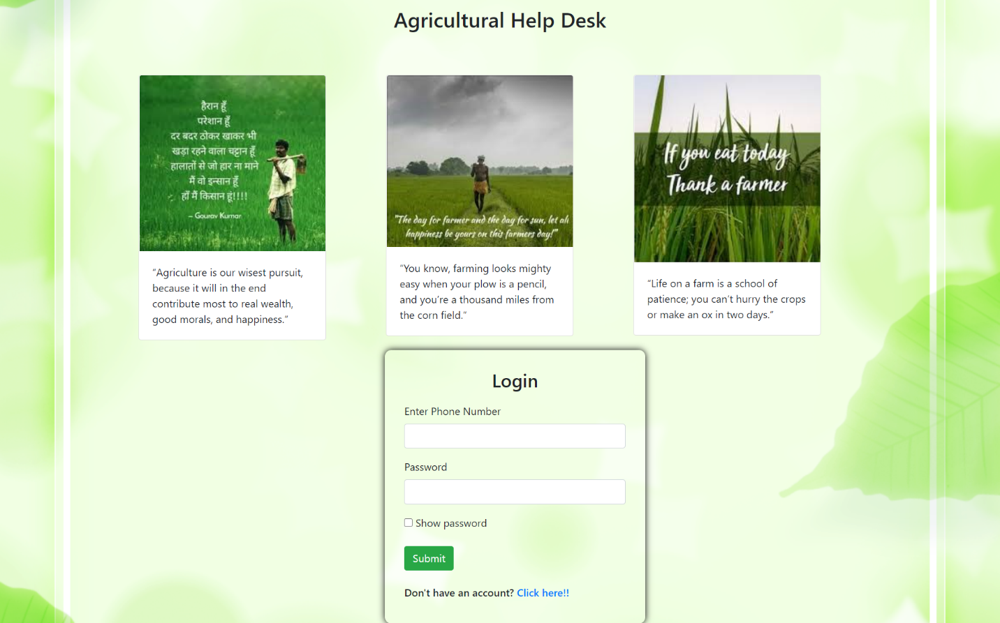 Agricultural Help Desk
हैरान हूँ
परेशान हूँ
दर बदर ठोकर खाकर भी
खड़ा रहने वाला चट्टान हूँ
हालातों से जो हार ना माने
मैं वो इन्सान हूँ
हाँ मैं किसान हूं!!!!
– Gourav Kumar
“Agriculture is our wisest pursuit,
because it will in the end
contribute most to real wealth,
good morals, and happiness.”
"The day for farmer and the day for sun, let all
happiness be yours on this farmers day!"
“You know, farming looks mighty
easy when your plow is a pencil,
and you’re a thousand miles from
the corn field.”
If you eat today
Thank a farmer
“Life on a farm is a school of
patience; you can’t hurry the crops
or make an ox in two days.”
Login
Enter Phone Number
Password
Show password
Submit
Don't have an account? Click here!!